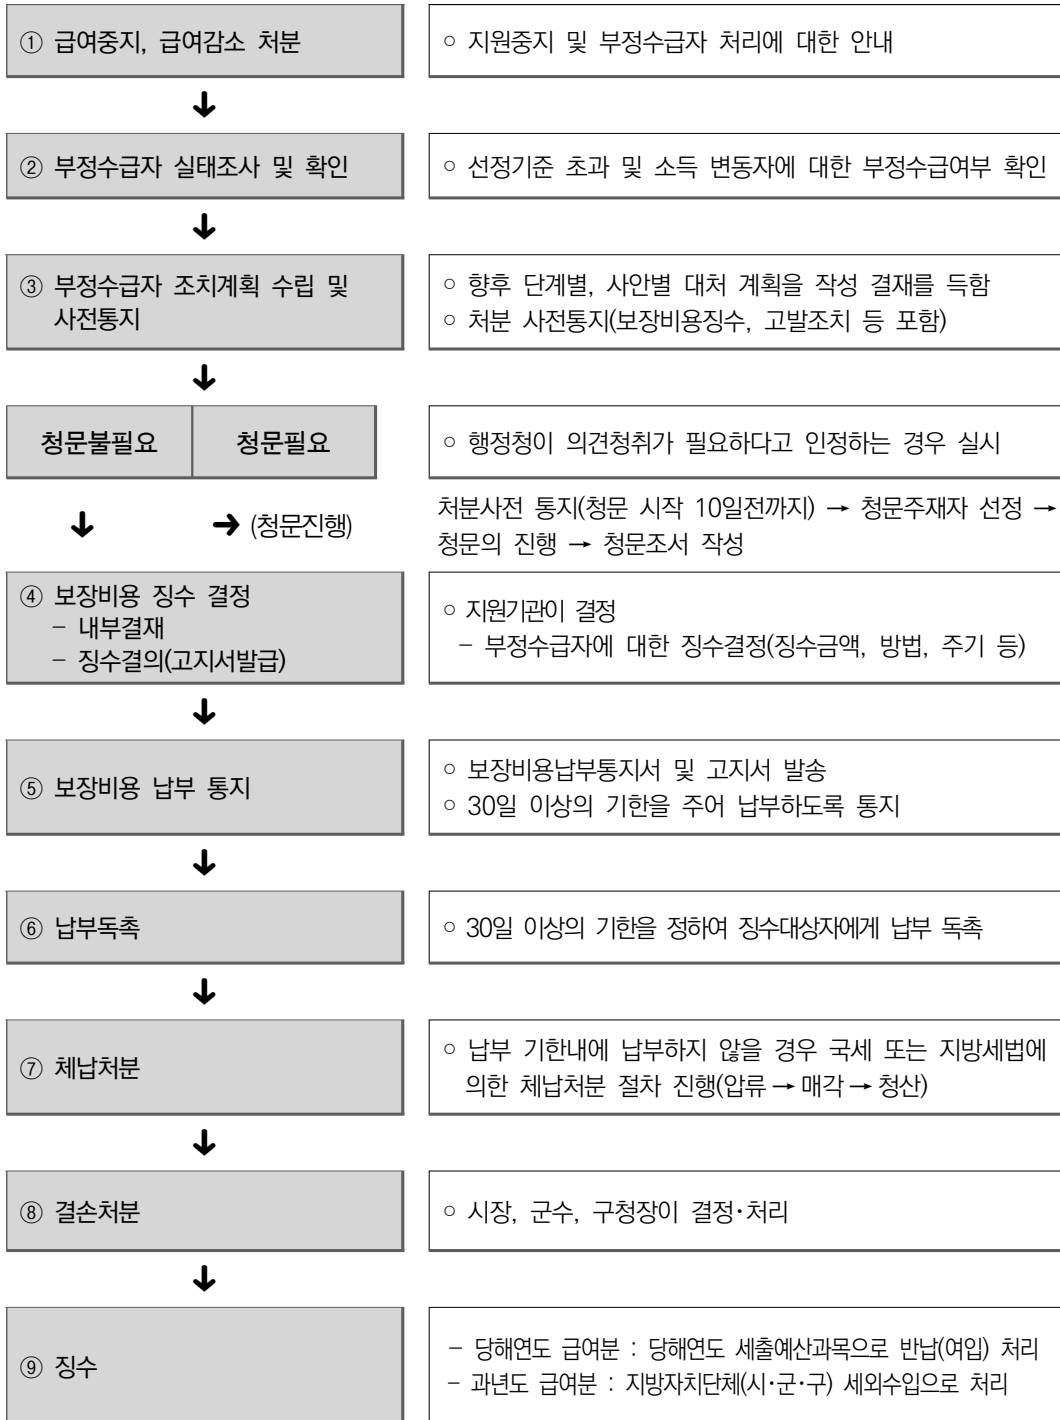 ① 급여중지, 급여감소 처분
○ 지원중지 및 부정수급자 처리에 대한 안내
② 부정수급자 실태조사 및 확인
○ 선정기준 초과 및 소득 변동자에 대한 부정수급여부 확인
③ 부정수급자 조치계획 수립 및
사전통지
○ 향후 단계별, 사안별 대처 계획을 작성 결재를 득함
○ 처분 사전통지(보장비용징수, 고발조치 등 포함)
청문불필요
청문필요
○ 행정청이 의견청취가 필요하다고 인정하는 경우 실시
➔ (청문진행)
처분사전 통지(청문 시작 10일전까지) → 청문주재자 선정 →
청문의 진행 → 청문조서 작성
④ 보장비용 징수 결정
− 내부결재
− 징수결의(고지서발급)
○ 지원기관이 결정
− 부정수급자에 대한 징수결정(징수금액, 방법, 주기 등)
⑤ 보장비용 납부 통지
○ 보장비용납부통지서 및 고지서 발송
○ 30일 이상의 기한을 주어 납부하도록 통지
⑥ 납부독촉
○ 30일 이상의 기한을 정하여 징수대상자에게 납부 독촉
⑦ 체납처분
○ 납부 기한내에 납부하지 않을 경우 국세 또는 지방세법에
의한 체납처분 절차 진행(압류 → 매각 → 청산)
⑧ 결손처분
○ 시장, 군수, 구청장이 결정･처리
⑨ 징수
− 당해연도 급여분 : 당해연도 세출예산과목으로 반납(여입) 처리
− 과년도 급여분 : 지방자치단체(시･군･구) 세외수입으로 처리